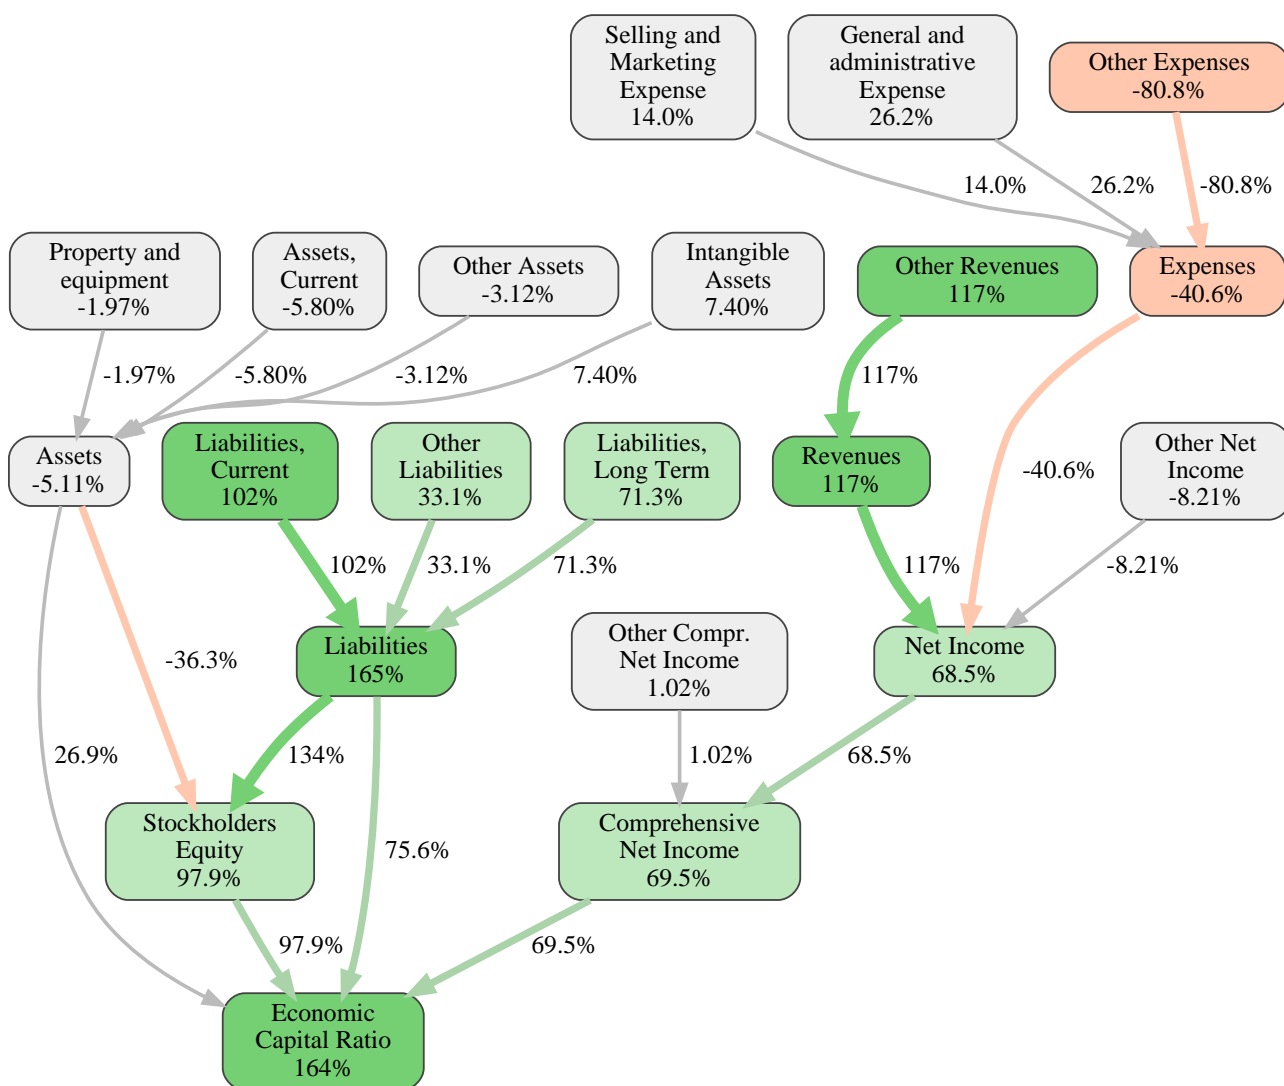 Selling and
Marketing
Expense
14.0%
General and
administrative
Expense
26.2%
Other Expenses
-80.8%
14.0%
26.2%
-80.8%
Property and
equipment
-1.97%
Assets,
Current
-5.80%
Other Assets
-3.12%
Intangible
Assets
7.40%
Other Revenues
117%
Expenses
-40.6%
-1.97%
-5.80%
-3.12%
7.40%
117%
Assets
-5.11%
Liabilities,
Current
102%
Other
Liabilities
33.1%
Liabilities,
Long Term
71.3%
Revenues
117%
-40.6%
Other Net
Income
-8.21%
102%
33.1%
71.3%
117%
-8.21%
Liabilities
165%
-36.3%
Other Compr.
Net Income
1.02%
Net Income
68.5%
26.9%
134%
1.02%
68.5%
Stockholders
Equity
97.9%
75.6%
Comprehensive
Net Income
69.5%
97.9%
69.5%
Economic
Capital Ratio
164%